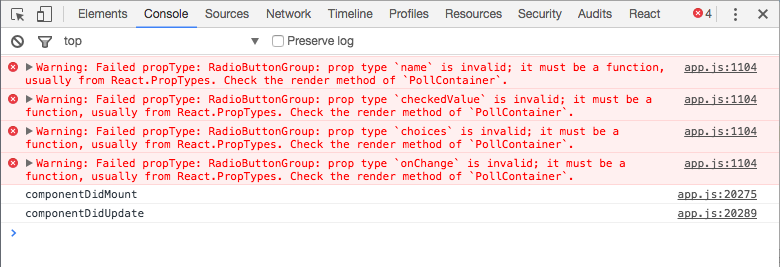 Elements Console Sources Network Timeline Profiles Resources Security Audits React 4
top Preserve log
Warning: Failed propType: RadioButtonGroup: prop type `name` is invalid; it must be a function, app.js:1104
usually from React.PropTypes. Check the render method of `PollContainer`.
Warning: Failed propType: RadioButtonGroup: prop type `checkedValue` is invalid; it must be a app.js:1104
function, usually from React.PropTypes. Check the render method of `PollContainer`.
Warning: Failed propType: RadioButtonGroup: prop type `choices` is invalid; it must be a app.js:1104
function, usually from React.PropTypes. Check the render method of `PollContainer`.
Warning: Failed propType: RadioButtonGroup: prop type `onChange` is invalid; it must be a app.js:1104
function, usually from React.PropTypes. Check the render method of `PollContainer`.
componentDidMount app.js:20275
componentDidUpdate app.js:20289